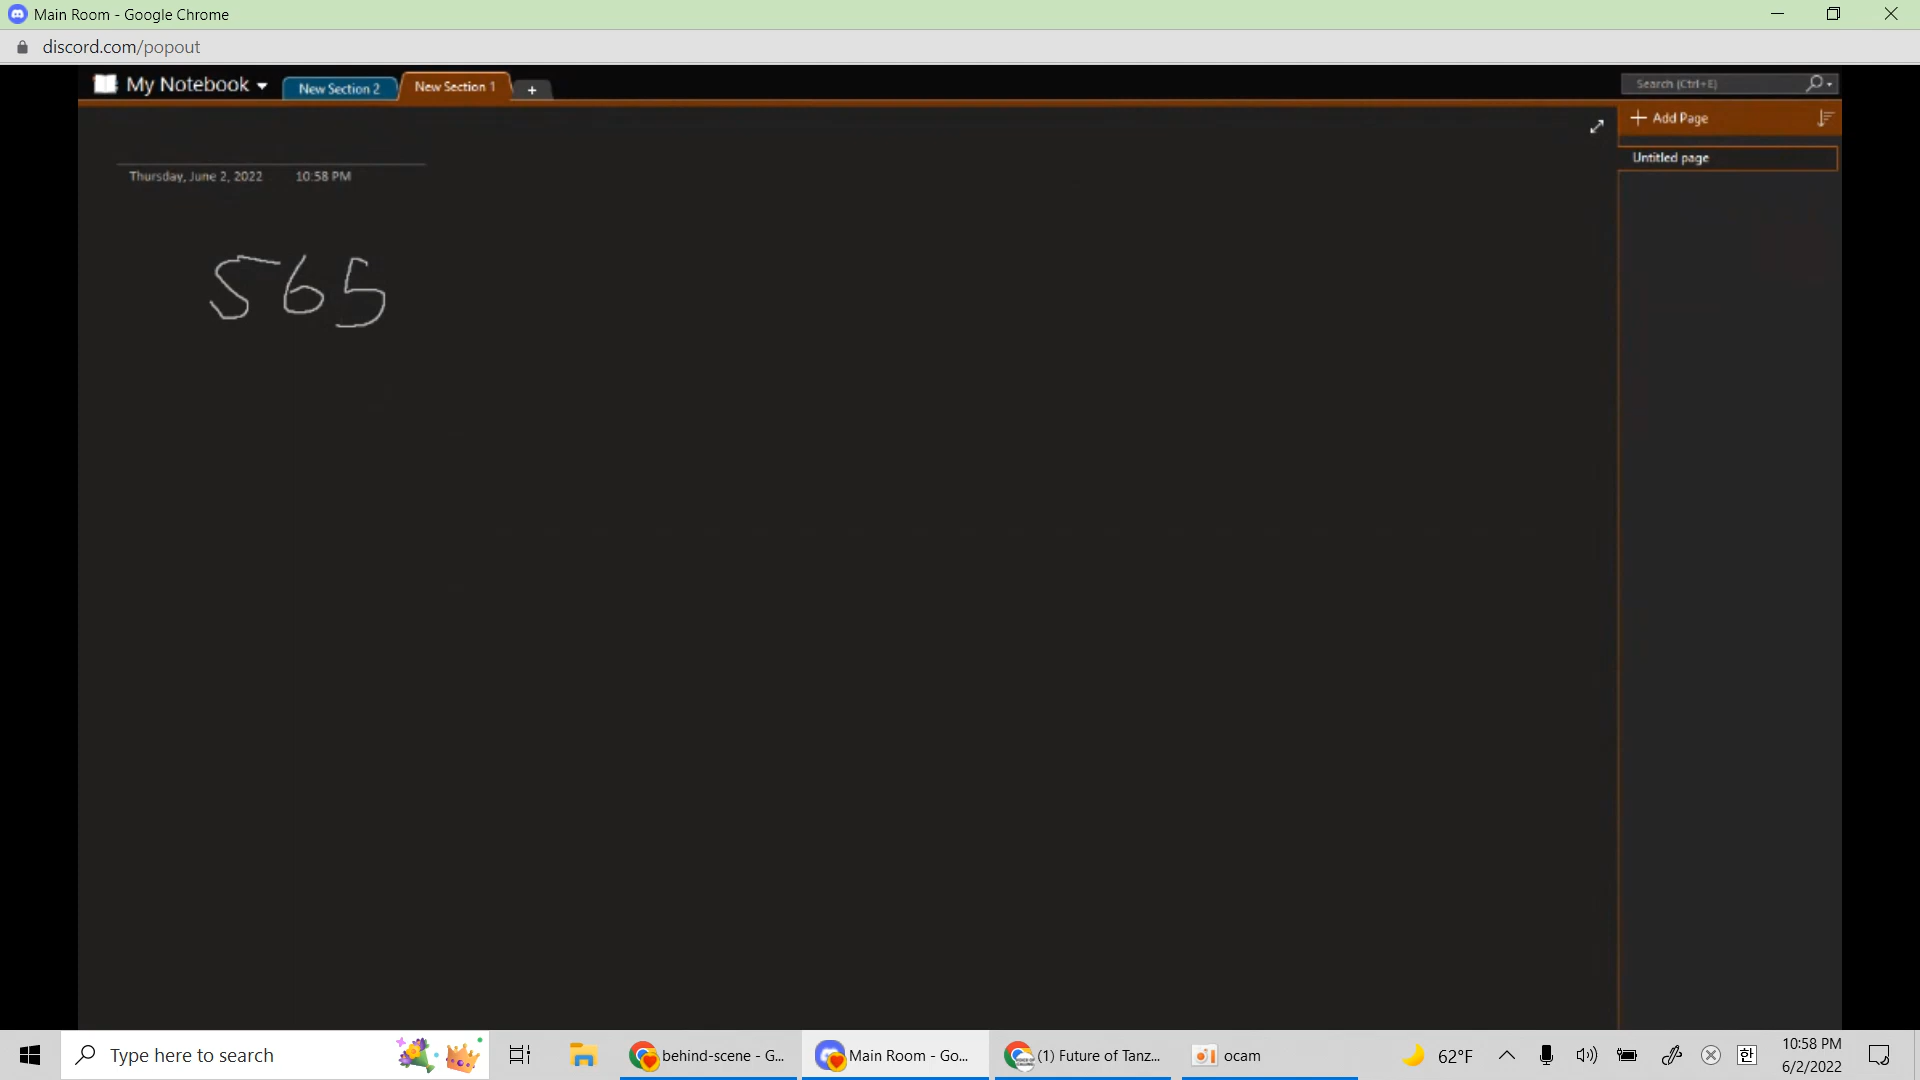 Main Room - Google Chrome
discord.com/popout
My Notebook
New Section 2
New Section 1
+
Search (Ctrl+E)
+ Add Page
Untitled page
Thursday, June 2, 2022 10:58 PM
565
Type here to search
behind-scene - G...
Main Room - Go...
(1) Future of Tanz...
ocam
62°F
한
10:58 PM
6/2/2022